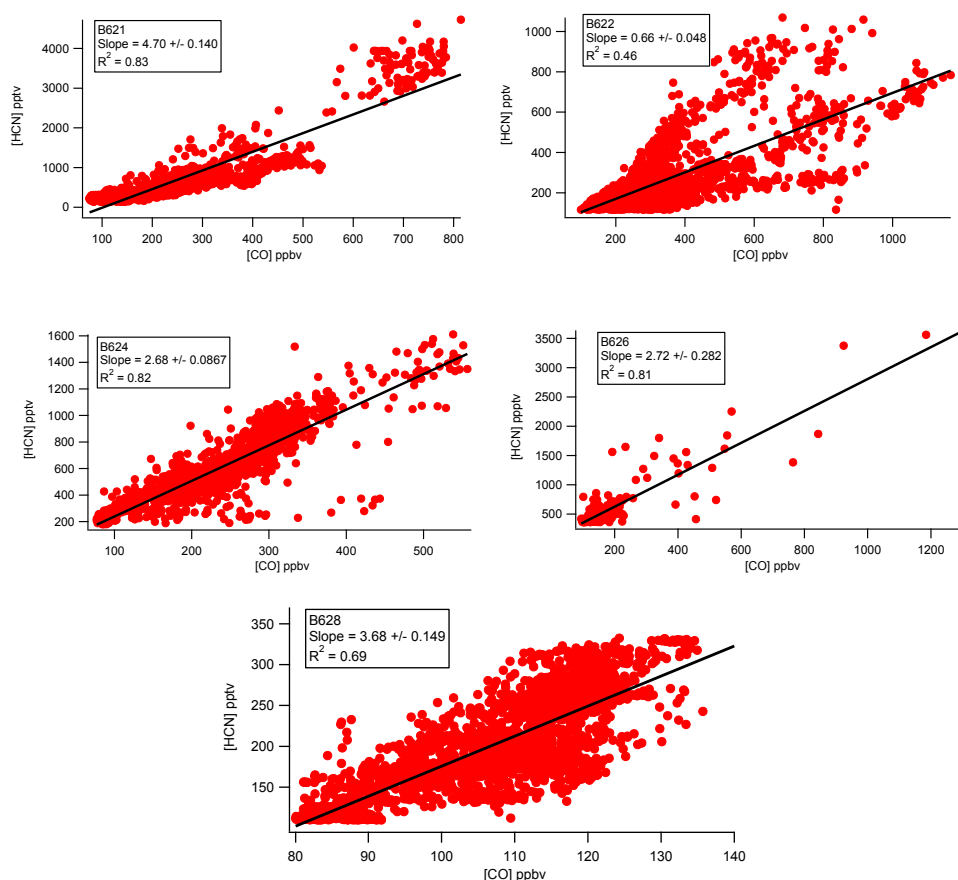 B621
Slope = 4.70 +/- 0.140
R² = 0.83
[HCN] pptv
4000
3000
2000
1000
0
100 200 300 400 500 600 700 800
[CO] ppbv
B622
Slope = 0.66 +/- 0.048
R² = 0.46
[HCN] pptv
1000
800
600
400
200
200 400 600 800 1000
[CO] ppbv
B624
Slope = 2.68 +/- 0.0867
R² = 0.82
[HCN] pptv
1600
1400
1200
1000
800
600
400
200
100 200 300 400 500
[CO] ppbv
B626
Slope = 2.72 +/- 0.282
R² = 0.81
[HCN] ppptv
3500
3000
2500
2000
1500
1000
500
200 400 600 800 1000 1200
[CO] ppbv
B628
Slope = 3.68 +/- 0.149
R² = 0.69
[HCN] pptv
350
300
250
200
150
80 90 100 110 120 130 140
[CO] ppbv